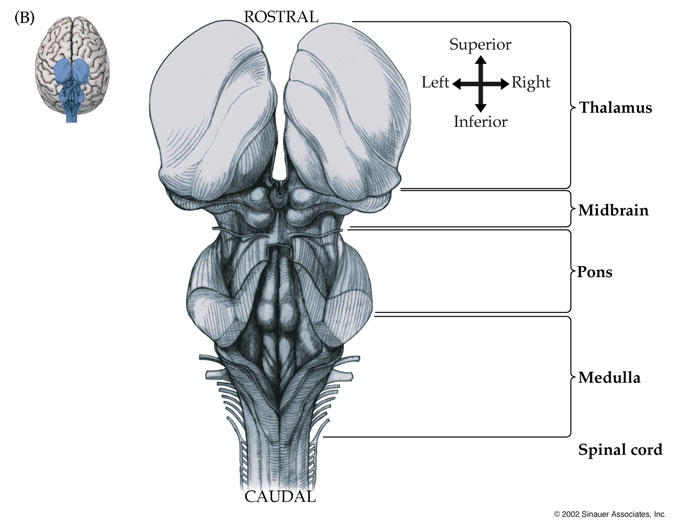 (B)
ROSTRAL
Superior
Left
Right
Inferior
Thalamus
Midbrain
Pons
Medulla
Spinal cord
CAUDAL
© 2002 Sinauer Associates, Inc.